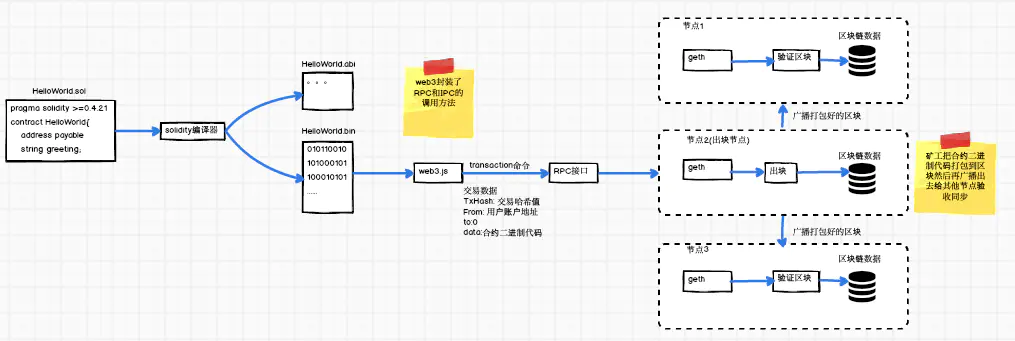 HelloWorld.sol
pragma solidity >=0.4.21
contract HelloWorld{
address payable
string greeting;
solidity编译器
HelloWorld.abi
。。。
HelloWorld.bin
010110010
101000101
100010101
.....
web3封装了
RPC和IPC的
调用方法
web3.js
transaction命令
交易数据
TxHash: 交易哈希值
From: 用户账户地址
to:0
data:合约二进制代码
RPC接口
节点1
geth
验证区块
区块链数据
广播打包好的区块
节点2(出块节点)
geth
出块
区块链数据
广播打包好的区块
节点3
geth
验证区块
区块链数据
矿工把合约二进
制代码打包到区
块然后再广播出
去给其他节点验
收同步